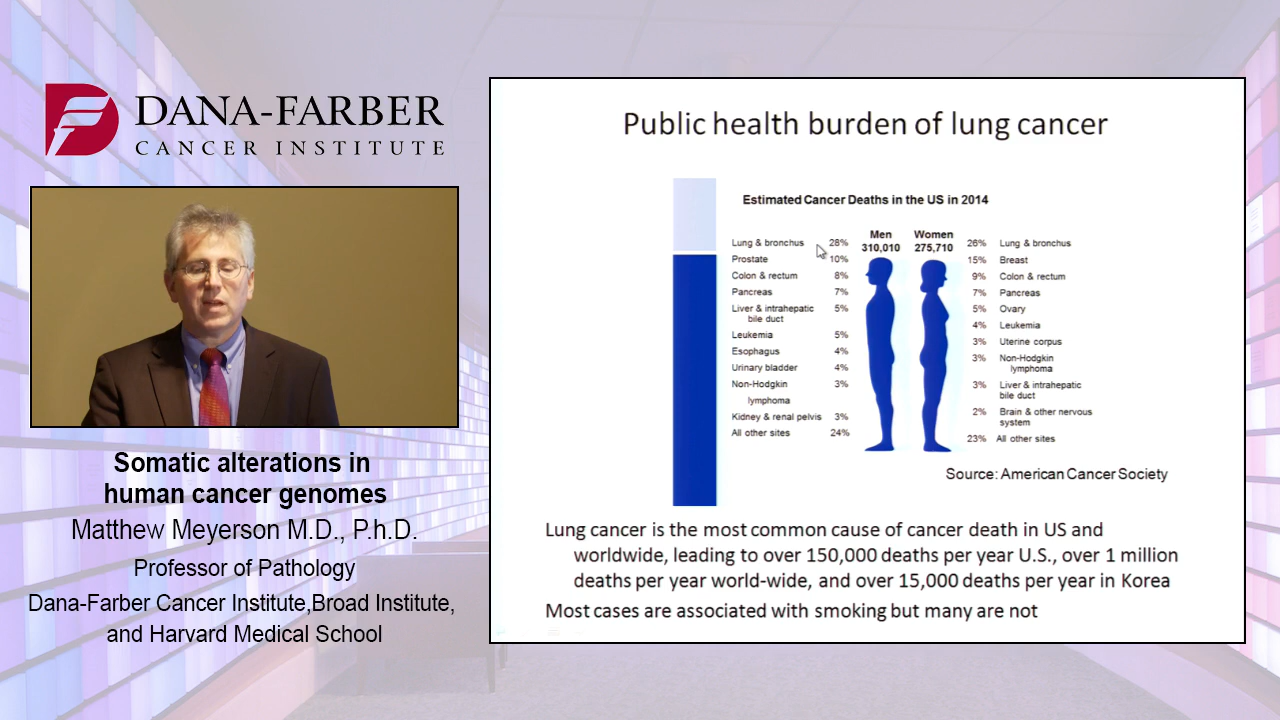 DANA-FARBER
CANCER INSTITUTE
Somatic alterations in
human cancer genomes
Matthew Meyerson M.D., P.h.D.
Professor of Pathology
Dana-Farber Cancer Institute,Broad Institute,
and Harvard Medical School
Public health burden of lung cancer
Estimated Cancer Deaths in the US in 2014
Men
310,010
Women
275,710
Lung & bronchus 28%
Prostate 10%
Colon & rectum 8%
Pancreas 7%
Liver & intrahepatic 5%
bile duct
Leukemia 5%
Esophagus 4%
Urinary bladder 4%
Non-Hodgkin 3%
lymphoma
Kidney & renal pelvis 3%
All other sites 24%
26% Lung & bronchus
15% Breast
9% Colon & rectum
7% Pancreas
5% Ovary
4% Leukemia
3% Uterine corpus
3% Non-Hodgkin
lymphoma
3% Liver & intrahepatic
bile duct
2% Brain & other nervous
system
23% All other sites
Source: American Cancer Society
Lung cancer is the most common cause of cancer death in US and
worldwide, leading to over 150,000 deaths per year U.S., over 1 million
deaths per year world-wide, and over 15,000 deaths per year in Korea
Most cases are associated with smoking but many are not